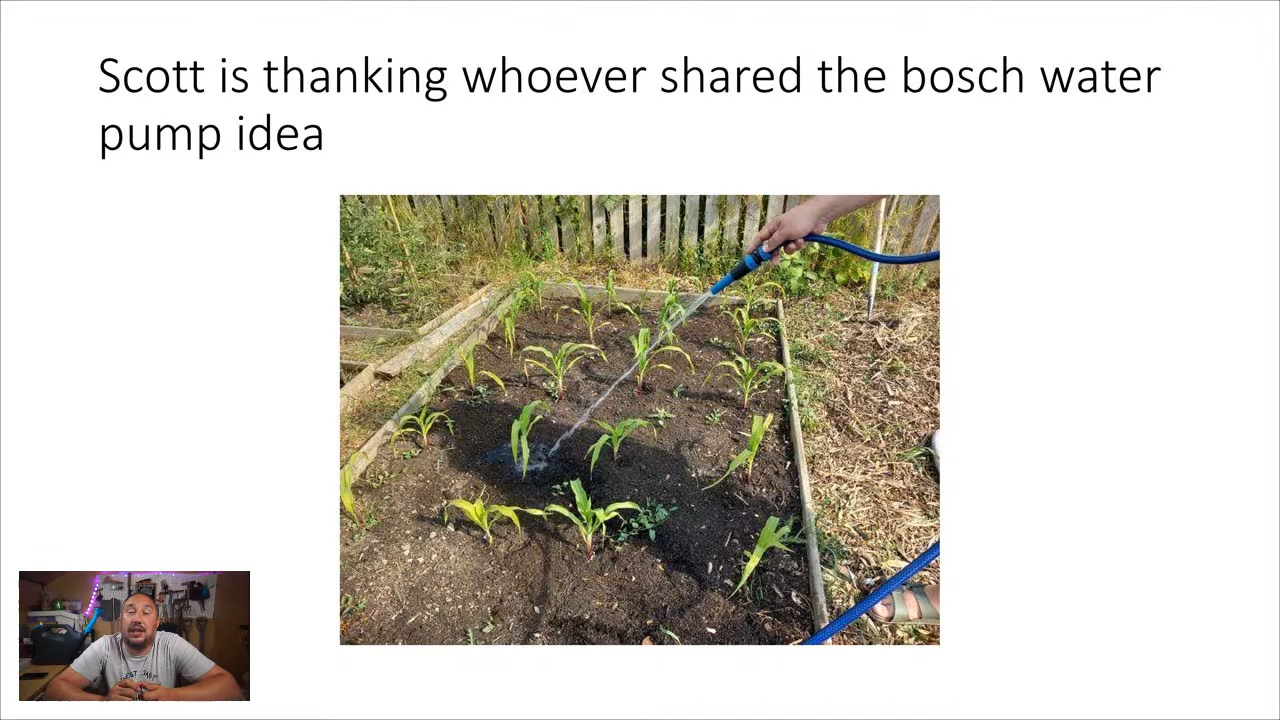 Scott is thanking whoever shared the bosch water
pump idea